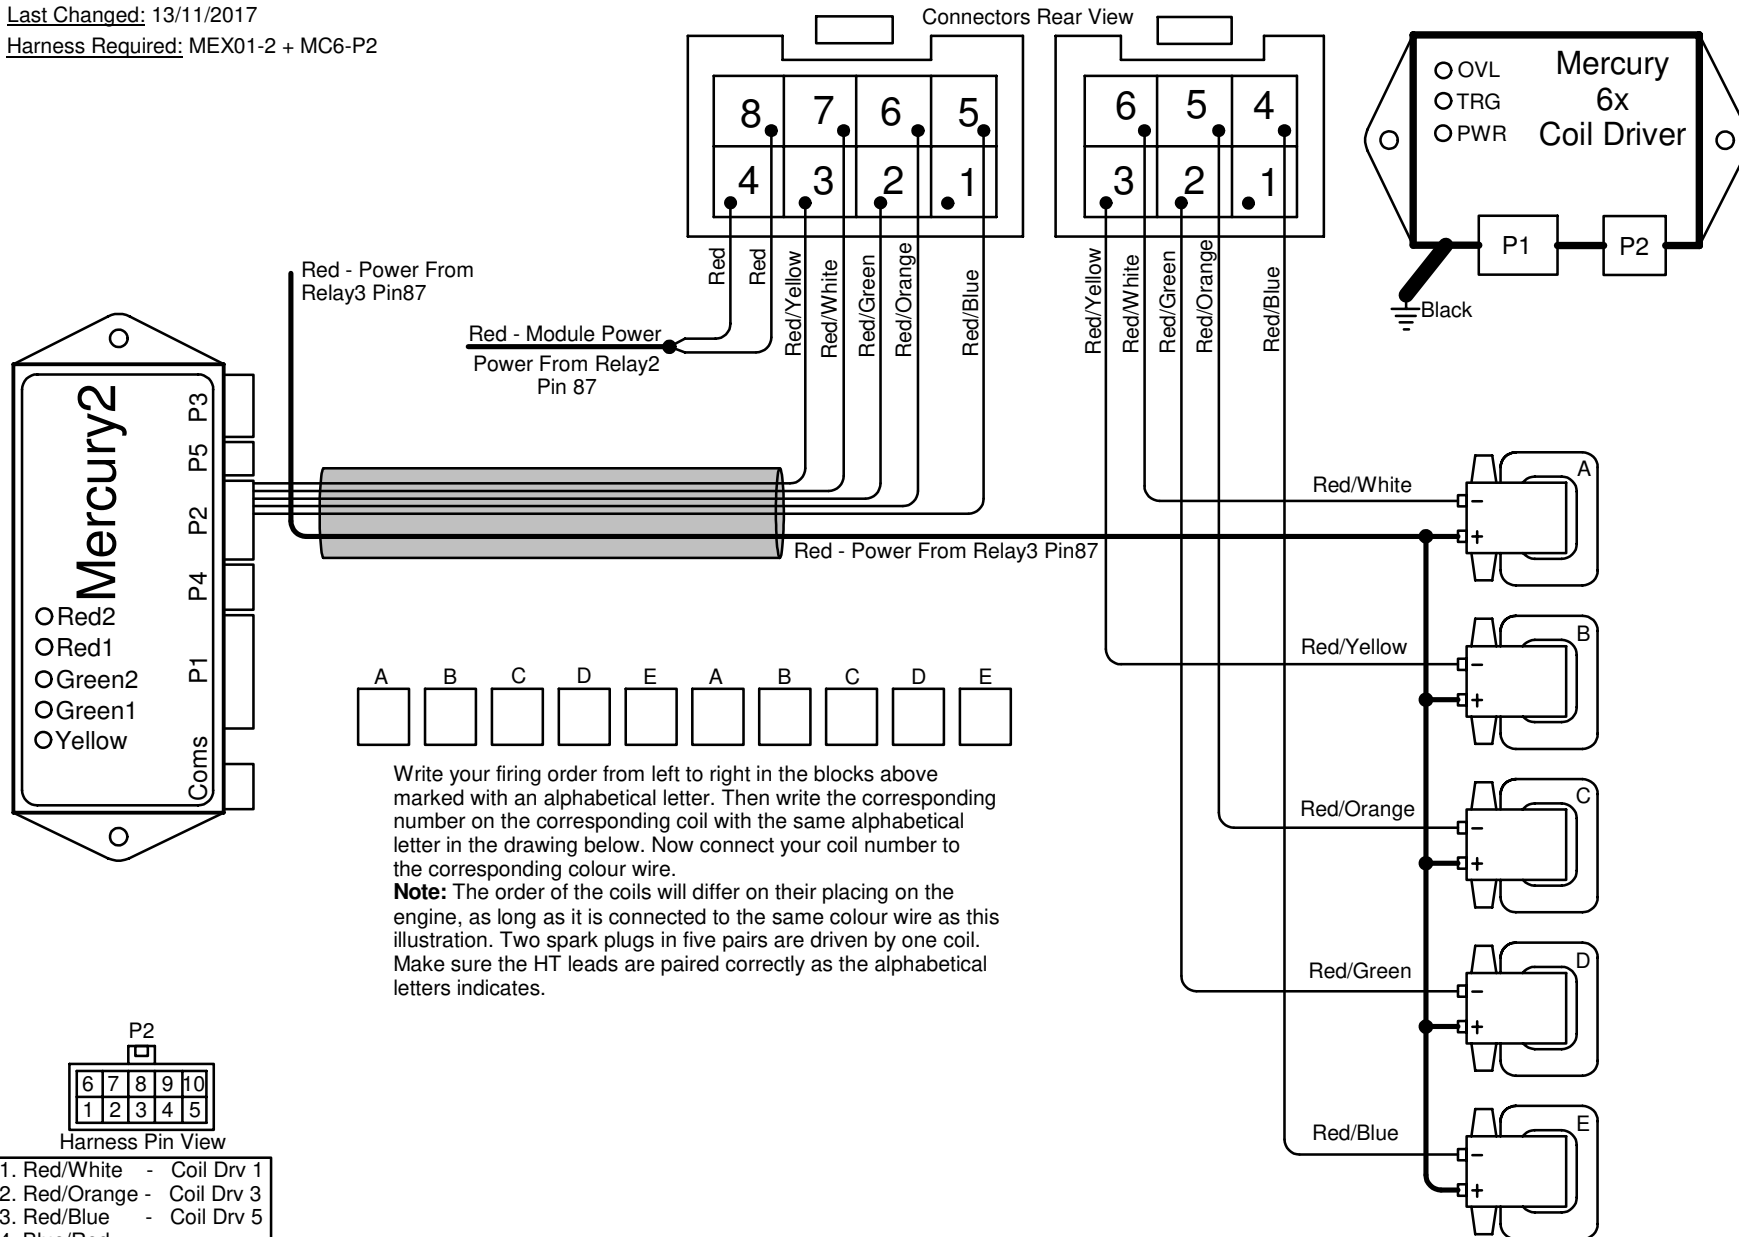 Last Changed: 13/11/2017
Harness Required: MEX01-2 + MC6-P2
Connectors Rear View
8 7 6 5
4 3 2 1
Red
Red
Red/Yellow
Red/White
Red/Green
Red/Orange
Red/Blue
6 5 4
3 2 1
Red/Yellow
Red/White
Red/Green
Red/Orange
Red/Blue
OVL
TRG
PWR
Mercury
6x
Coil Driver
P1
P2
Black
Red - Power From
Relay3 Pin87
Red - Module Power
Power From Relay2
Pin 87
Mercury2
P3
P5
P2
P4
P1
Coms
Red2
Red1
Green2
Green1
Yellow
Red - Power From Relay3 Pin87
Red/White
A
-
+
Red/Yellow
B
-
+
Red/Orange
C
-
+
Red/Green
D
-
+
Red/Blue
E
-
+
A B C D E A B C D E
Write your firing order from left to right in the blocks above
marked with an alphabetical letter. Then write the corresponding
number on the corresponding coil with the same alphabetical
letter in the drawing below. Now connect your coil number to
the corresponding colour wire.
Note: The order of the coils will differ on their placing on the
engine, as long as it is connected to the same colour wire as this
illustration. Two spark plugs in five pairs are driven by one coil.
Make sure the HT leads are paired correctly as the alphabetical
letters indicates.
P2
6 7 8 9 10
1 2 3 4 5
Harness Pin View
1. Red/White - Coil Drv 1
2. Red/Orange - Coil Drv 3
3. Red/Blue - Coil Drv 5